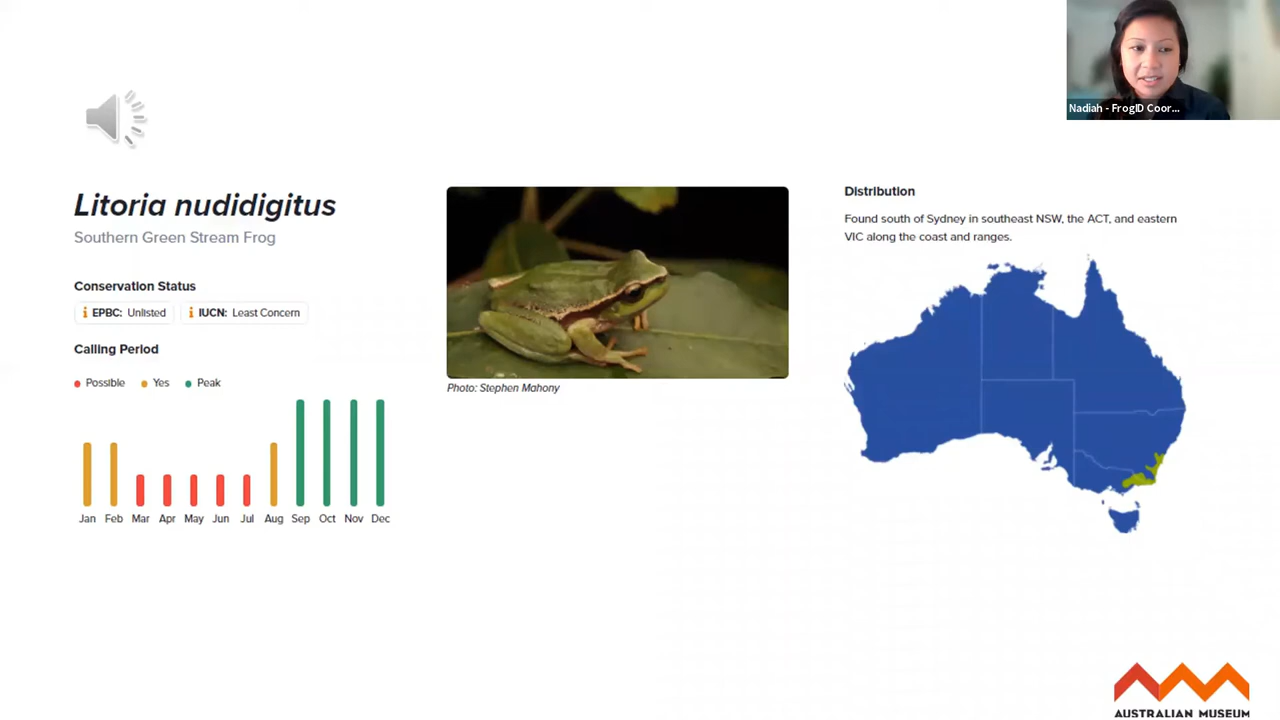 Nadiah - FrogID Coor...
Litoria nudidigitus
Southern Green Stream Frog
Conservation Status
i EPBC: Unlisted
i IUCN: Least Concern
Calling Period
Possible
Yes
Peak
Jan Feb Mar Apr May Jun Jul Aug Sep Oct Nov Dec
Photo: Stephen Mahony
Distribution
Found south of Sydney in southeast NSW, the ACT, and eastern
VIC along the coast and ranges.
AUSTRALIAN MUSEUM